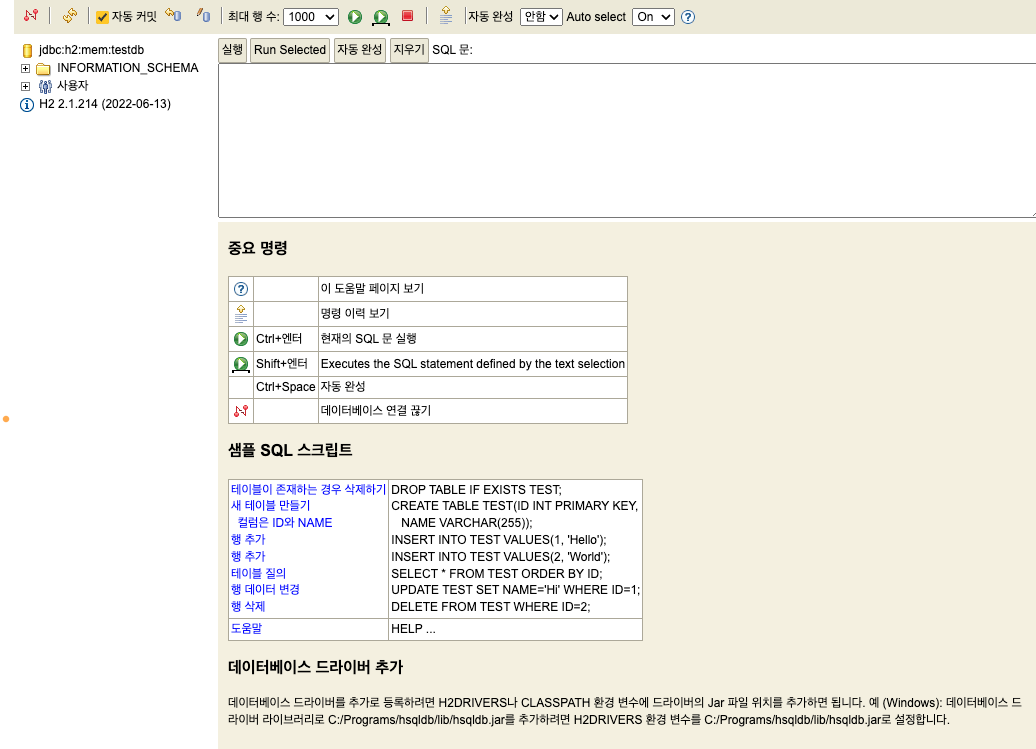 자동 커밋 최대 행 수: 1000 자동 완성 안함 Auto select On
jdbc:h2:mem:testdb
INFORMATION_SCHEMA
사용자
H2 2.1.214 (2022-06-13)
실행 Run Selected 자동 완성 지우기 SQL 문:
중요 명령
이 도움말 페이지 보기
명령 이력 보기
Ctrl+엔터 현재의 SQL 문 실행
Shift+엔터 Executes the SQL statement defined by the text selection
Ctrl+Space 자동 완성
데이터베이스 연결 끊기
샘플 SQL 스크립트
테이블이 존재하는 경우 삭제하기 DROP TABLE IF EXISTS TEST;
새 테이블 만들기 CREATE TABLE TEST(ID INT PRIMARY KEY,
컬럼은 ID와 NAME NAME VARCHAR(255));
행 추가 INSERT INTO TEST VALUES(1, 'Hello');
행 추가 INSERT INTO TEST VALUES(2, 'World');
테이블 질의 SELECT * FROM TEST ORDER BY ID;
행 데이터 변경 UPDATE TEST SET NAME='Hi' WHERE ID=1;
행 삭제 DELETE FROM TEST WHERE ID=2;
도움말 HELP ...
데이터베이스 드라이버 추가
데이터베이스 드라이버를 추가로 등록하려면 H2DRIVERS나 CLASSPATH 환경 변수에 드라이버의 Jar 파일 위치를 추가하면 됩니다. 예 (Windows): 데이터베이스 드
라이버 라이브러리로 C:/Programs/hsqldb/lib/hsqldb.jar를 추가하려면 H2DRIVERS 환경 변수를 C:/Programs/hsqldb/lib/hsqldb.jar로 설정합니다.